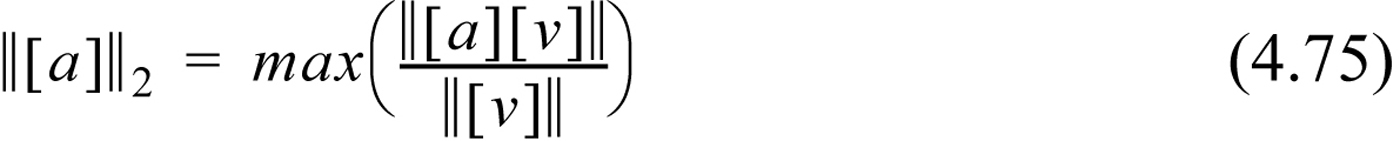 ‖[a]‖₂ = max(‖[a][v]‖ / ‖[v]‖) (4.75)